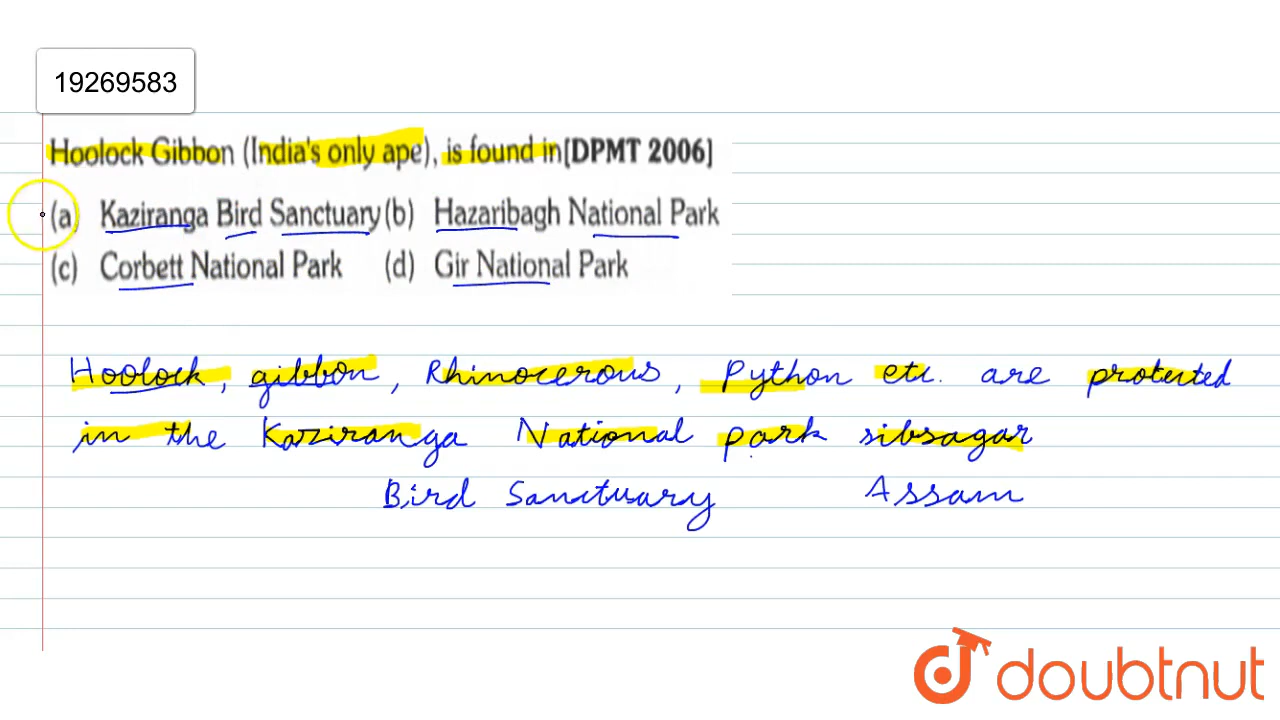 19269583
Hoolock Gibbon (India's only ape), is found in[DPMT 2006]
(a) Kaziranga Bird Sanctuary (b) Hazaribagh National Park
(c) Corbett National Park (d) Gir National Park
Hoolock, gibbon, Rhinocerous, Python etc. are protected
in the Kaziranga National park sibsagar
Bird Sanctuary Assam
doubtnut